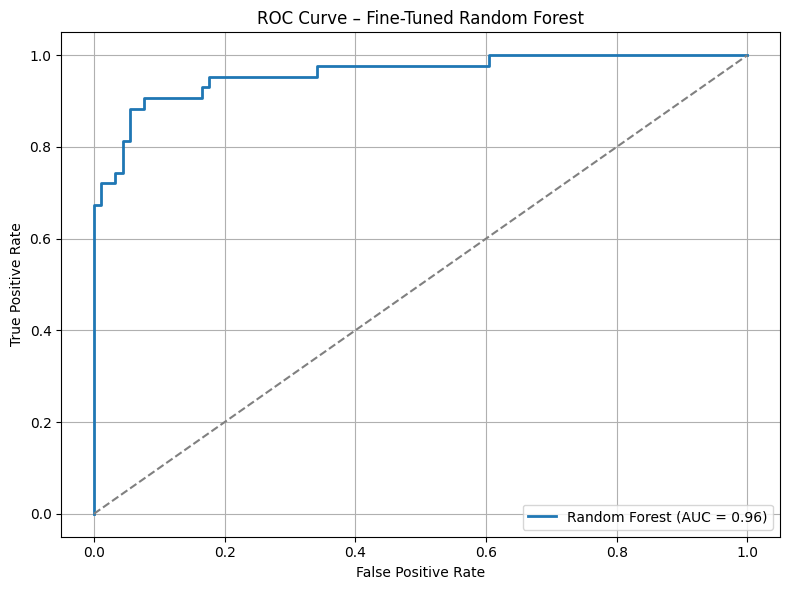 ROC Curve – Fine-Tuned Random Forest
True Positive Rate
1.0
0.8
0.6
0.4
0.2
0.0
Random Forest (AUC = 0.96)
0.0 0.2 0.4 0.6 0.8 1.0
False Positive Rate